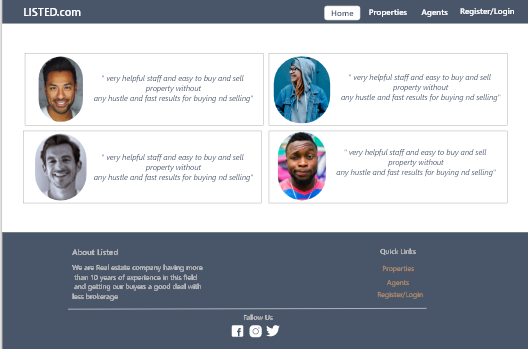 LISTED.com
Home Properties Agents Register/Login
" very helpful staff and easy to buy and sell
property without
any hustle and fast results for buying nd selling"
" very helpful staff and easy to buy and sell
property without
any hustle and fast results for buying nd selling"
" very helpful staff and easy to buy and sell
property without
any hustle and fast results for buying nd selling"
" very helpful staff and easy to buy and sell
property without
any hustle and fast results for buying nd selling"
About Listed
We are Real estate company having more
than 10 years of experience in this field
and getting our buyers a good deal with
less brokerage
Quick Links
Properties
Agents
Register/Login
Follow Us